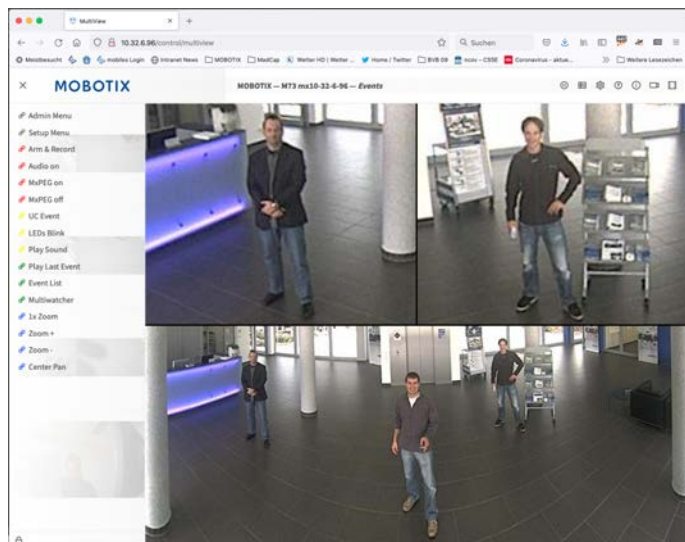 MultiView
10.32.6.96/control/multiview
Suchen
Meistbesucht
mobiles Login
Intranet News
MOBOTIX
MadCap
Wetter HD | Wetter ...
Home / Twitter
BVB 09
ncov – CSSE
Coronavirus - aktue...
Weitere Lesezeichen
MOBOTIX
MOBOTIX — M73 mx10-32-6-96 — Events
Admin Menu
Setup Menu
Arm & Record
Audio on
MxPEG on
MxPEG off
UC Event
LEDs Blink
Play Sound
Play Last Event
Event List
Multiwatcher
1x Zoom
Zoom +
Zoom -
Center Pan